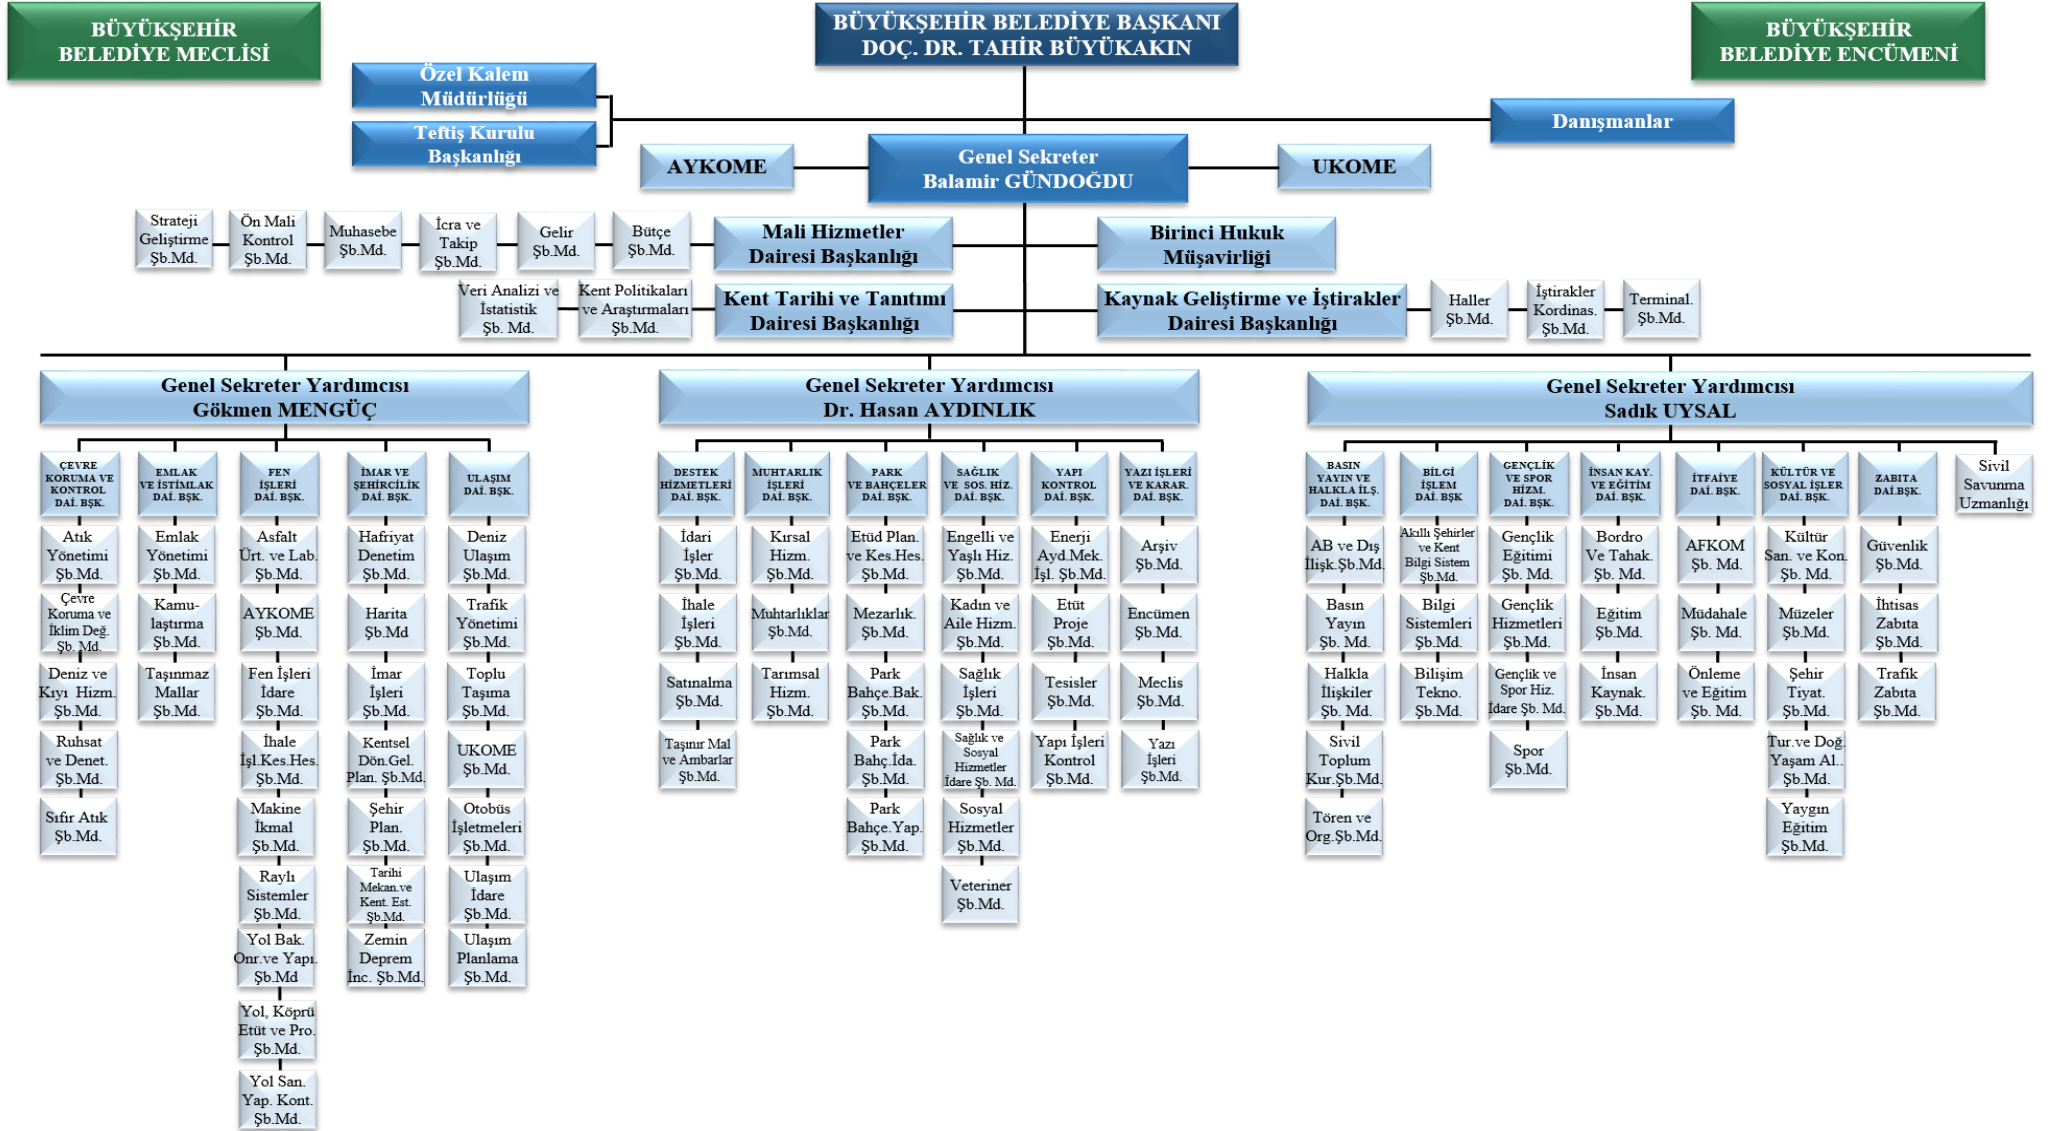 BÜYÜKŞEHİR
BELEDİYE MECLİSİ
BÜYÜKŞEHİR BELEDİYE BAŞKANI
DOÇ. DR. TAHİR BÜYÜKAKIN
BÜYÜKŞEHİR
BELEDİYE ENCÜMENİ
Özel Kalem
Müdürlüğü
Teftiş Kurulu
Başkanlığı
Danışmanlar
AYKOME
Genel Sekreter
Balamir GÜNDOĞDU
UKOME
Strateji
Geliştirme
Şb.Md.
Ön Mali
Kontrol
Şb.Md.
Muhasebe
Şb.Md.
İcra ve
Takip
Şb.Md.
Gelir
Şb.Md.
Bütçe
Şb.Md.
Mali Hizmetler
Dairesi Başkanlığı
Birinci Hukuk
Müşavirliği
Veri Analizi ve
İstatistik
Şb. Md.
Kent Politikaları
ve Araştırmaları
Şb.Md.
Kent Tarihi ve Tanıtımı
Dairesi Başkanlığı
Kaynak Geliştirme ve İştirakler
Dairesi Başkanlığı
Haller
Şb.Md.
İştirakler
Kordinas.
Şb.Md.
Terminal.
Şb.Md.
Genel Sekreter Yardımcısı
Gökmen MENGÜÇ
Genel Sekreter Yardımcısı
Dr. Hasan AYDINLIK
Genel Sekreter Yardımcısı
Sadık UYSAL
ÇEVRE
KORUMA VE
KONTROL
DAİ. BŞK.
Atık
Yönetimi
Şb.Md.
Çevre
Koruma ve
İklim Değ.
Şb. Md.
Deniz ve
Kıyı Hizm.
Şb.Md.
Ruhsat
ve Denet.
Şb.Md.
Sıfır Atık
Şb.Md.
EMLAK
VE İSTİMLAK
DAİ. BŞK.
Emlak
Yönetimi
Şb.Md.
Kamu-
laştırma
Şb.Md.
Taşınmaz
Mallar
Şb.Md.
FEN
İŞLERİ
DAİ. BŞK.
Asfalt
Ürt. ve Lab.
Şb.Md.
AYKOME
Şb.Md.
Fen İşleri
İdare
Şb.Md.
İhale
İşl.Kes.Hes.
Şb.Md.
Makine
İkmal
Şb.Md.
Raylı
Sistemler
Şb.Md.
Yol Bak.
Onr.ve Yapı.
Şb.Md
Yol, Köprü
Etüt ve Pro.
Şb.Md.
Yol San.
Yap. Kont.
Şb.Md.
İMAR VE
ŞEHİRCİLİK
DAİ. BŞK.
Hafriyat
Denetim
Şb.Md.
Harita
Şb.Md
İmar
İşleri
Şb.Md.
Kentsel
Dön.Gel.
Plan. Şb.Md.
Şehir
Plan.
Şb.Md.
Tarihi
Mekan.ve
Kent. Est.
Şb.Md.
Zemin
Deprem
İnc. Şb.Md.
ULAŞIM
DAİ. BŞK.
Deniz
Ulaşım
Şb.Md.
Trafik
Yönetimi
Şb.Md.
Toplu
Taşıma
Şb.Md.
UKOME
Şb.Md.
Otobüs
İşletmeleri
Şb.Md.
Ulaşım
İdare
Şb.Md.
Ulaşım
Planlama
Şb.Md.
DESTEK
HİZMETLERİ
DAİ. BŞK.
İdari
İşler
Şb.Md.
İhale
İşleri
Şb.Md.
Satınalma
Şb.Md.
Taşınır Mal
ve Ambarlar
Şb.Md.
MUHTARLIK
İŞLERİ
DAİ. BŞK.
Kırsal
Hizm.
Şb.Md.
Muhtarlıklar
Şb.Md.
Tarımsal
Hizm.
Şb.Md.
PARK
VE BAHÇELER
DAİ. BŞK.
Etüd Plan.
ve Kes.Hes.
Şb.Md.
Mezarlık.
Şb.Md.
Park
Bahçe.Bak.
Şb.Md.
Park
Bahç.İda.
Şb.Md.
Park
Bahçe.Yap.
Şb.Md.
SAĞLIK
VE SOS. HİZ.
DAİ. BŞK.
Engelli ve
Yaşlı Hiz.
Şb.Md.
Kadın ve
Aile Hizm.
Şb.Md.
Sağlık
İşleri
Şb.Md.
Sağlık ve
Sosyal
Hizmetler
İdare Şb. Md.
Sosyal
Hizmetler
Şb.Md.
Veteriner
Şb.Md.
YAPI
KONTROL
DAİ. BŞK.
Enerji
Ayd.Mek.
İşl. Şb.Md.
Etüt
Proje
Şb.Md.
Tesisler
Şb.Md.
Yapı İşleri
Kontrol
Şb.Md.
YAZI İŞLERİ
VE KARAR.
DAİ. BŞK.
Arşiv
Şb.Md.
Encümen
Şb.Md.
Meclis
Şb.Md.
Yazı
İşleri
Şb.Md.
BASIN
YAYIN VE
HALKLA İLŞ.
DAİ. BŞK.
AB ve Dış
İlişk.Şb.Md.
Basın
Yayın
Şb. Md.
Halkla
İlişkiler
Şb. Md.
Sivil
Toplum
Kur.Şb.Md.
Tören ve
Org.Şb.Md.
BİLGİ
İŞLEM
DAİ. BŞK
Akıllı Şehirler
ve Kent
Bilgi Sistem
Şb.Md.
Bilgi
Sistemleri
Şb.Md.
Bilişim
Tekno.
Şb.Md.
GENÇLİK
VE SPOR
HİZM.
DAİ. BŞK.
Gençlik
Eğitimi
Şb. Md.
Gençlik
Hizmetleri
Şb.Md.
Gençlik ve
Spor Hiz.
İdare Şb. Md.
Spor
Şb.Md.
İNSAN KAY.
VE EĞİTİM
DAİ. BŞK.
Bordro
Ve Tahak.
Şb. Md.
Eğitim
Şb.Md.
İnsan
Kaynak.
Şb.Md.
İTFAİYE
DAİ. BŞK.
AFKOM
Şb. Md.
Müdahale
Şb. Md.
Önleme
ve Eğitim
Şb. Md.
KÜLTÜR VE
SOSYAL İŞLER
DAİ. BŞK.
Kültür
San. ve Kon.
Şb. Md.
Müzeler
Şb.Md.
Şehir
Tiyat.
Şb.Md.
Tur.ve Doğ.
Yaşam Al..
Şb.Md.
Yaygın
Eğitim
Şb.Md.
ZABITA
DAİ.BŞK.
Güvenlik
Şb.Md.
İhtisas
Zabıta
Şb.Md.
Trafik
Zabıta
Şb.Md.
Sivil
Savunma
Uzmanlığı